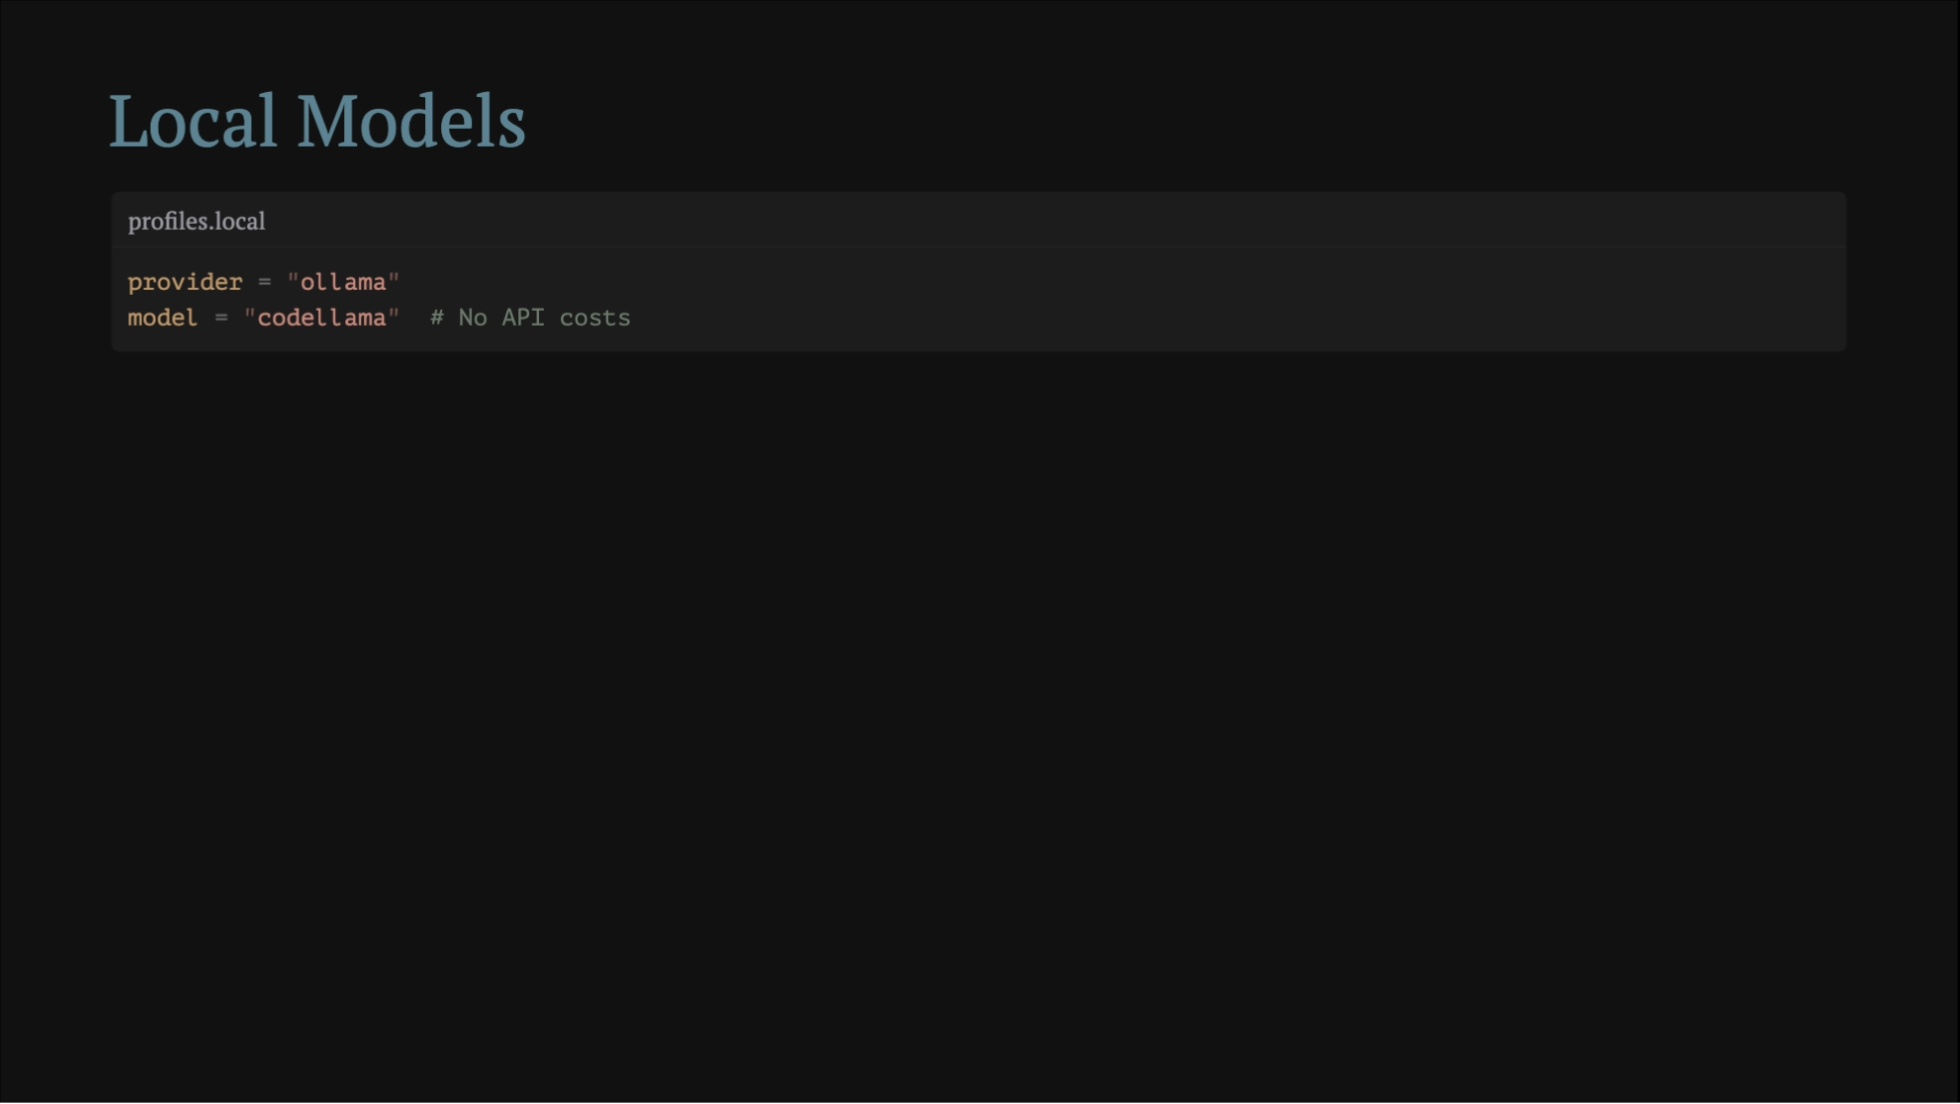 Local Models
profiles.local
provider = "ollama"
model = "codellama"  # No API costs